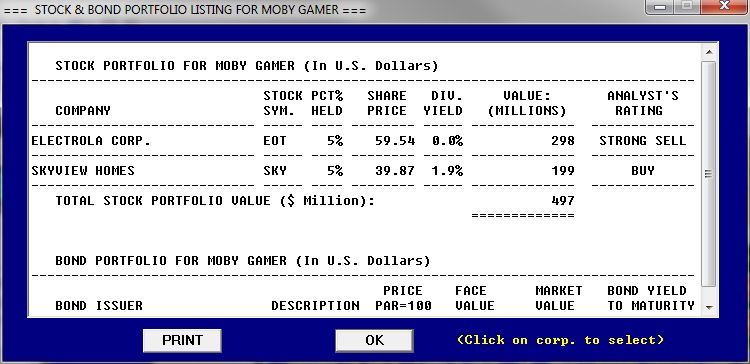 === STOCK & BOND PORTFOLIO LISTING FOR MOBY GAMER ===
STOCK PORTFOLIO FOR MOBY GAMER (In U.S. Dollars)
STOCK PCT% SHARE DIV. VALUE: ANALYST'S
COMPANY SYM. HELD PRICE YIELD (MILLIONS) RATING
ELECTROLA CORP. EOT 5% 59.54 0.0% 298 STRONG SELL
SKYVIEW HOMES SKY 5% 39.87 1.9% 199 BUY
TOTAL STOCK PORTFOLIO VALUE ($ Million): 497
=============
BOND PORTFOLIO FOR MOBY GAMER (In U.S. Dollars)
PRICE FACE MARKET BOND YIELD
BOND ISSUER DESCRIPTION PAR=100 VALUE VALUE TO MATURITY
PRINT OK (Click on corp. to select)